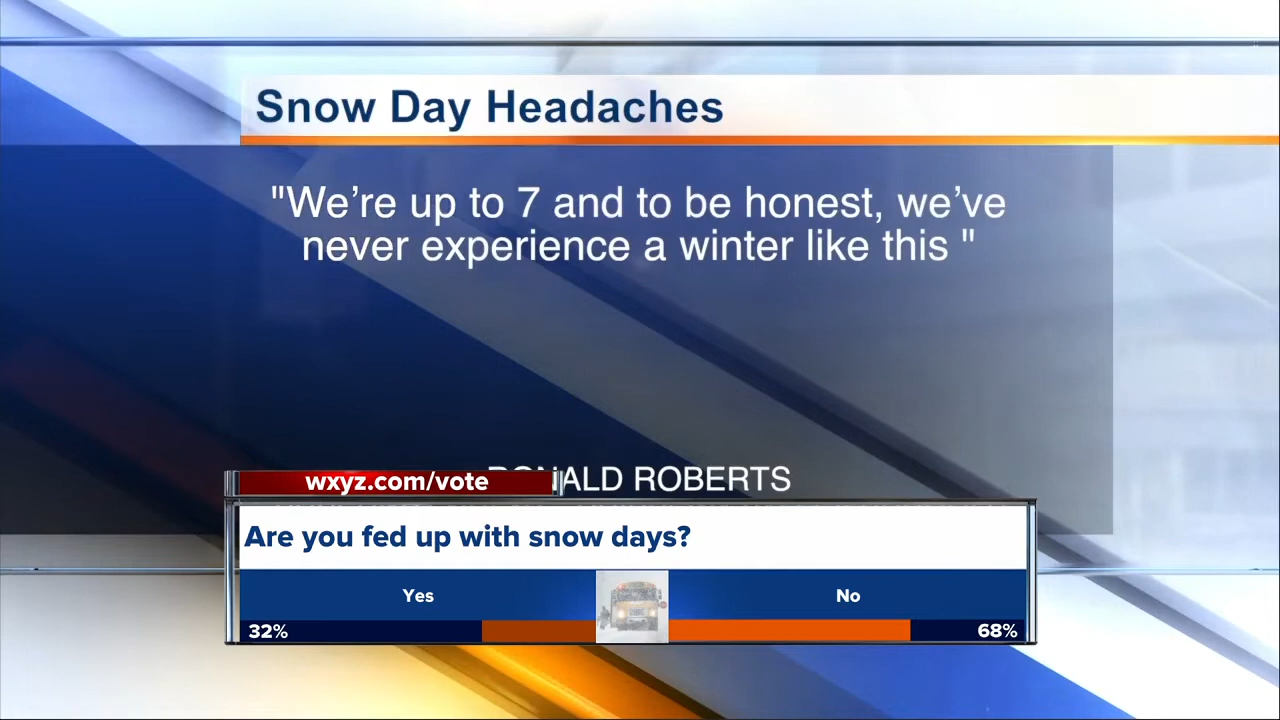 Snow Day Headaches
"We’re up to 7 and to be honest, we’ve
never experience a winter like this "
ROBERTS
wxyz.com/vote
Are you fed up with snow days?
Yes
No
32%
68%